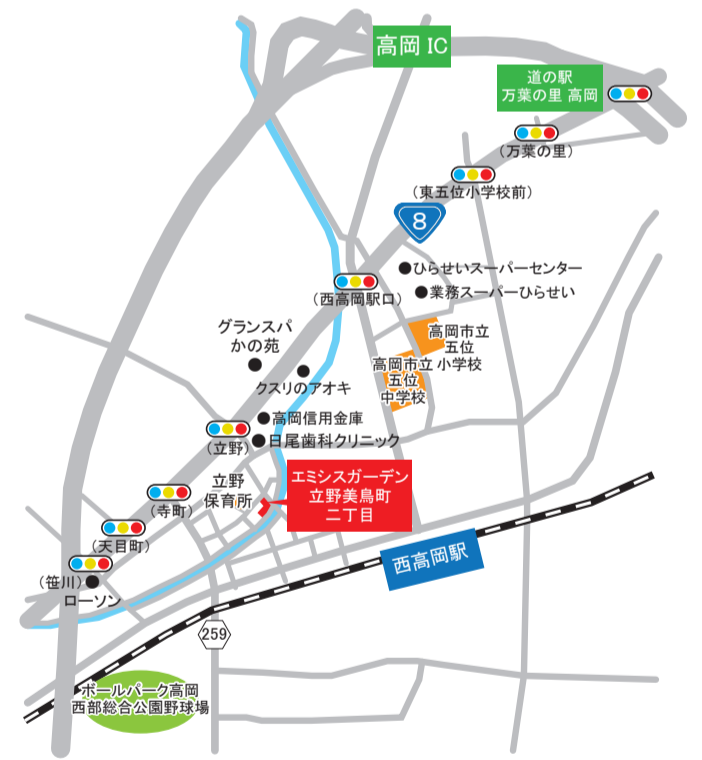 高岡 IC
道の駅
万葉の里 高岡
(万葉の里)
(東五位小学校前)
8
ひらせいスーパーセンター
(西高岡駅口)
業務スーパーひらせい
グランスパ
かの苑
高岡市立
五位
小学校
高岡市立
五位
中学校
クスリのアオキ
高岡信用金庫
(立野)
日尾歯科クリニック
エミシスガーデン
立野美鳥町
二丁目
立野
保育所
(寺町)
(天目町)
西高岡駅
(笹川)
ローソン
259
ボールパーク高岡
西部総合公園野球場